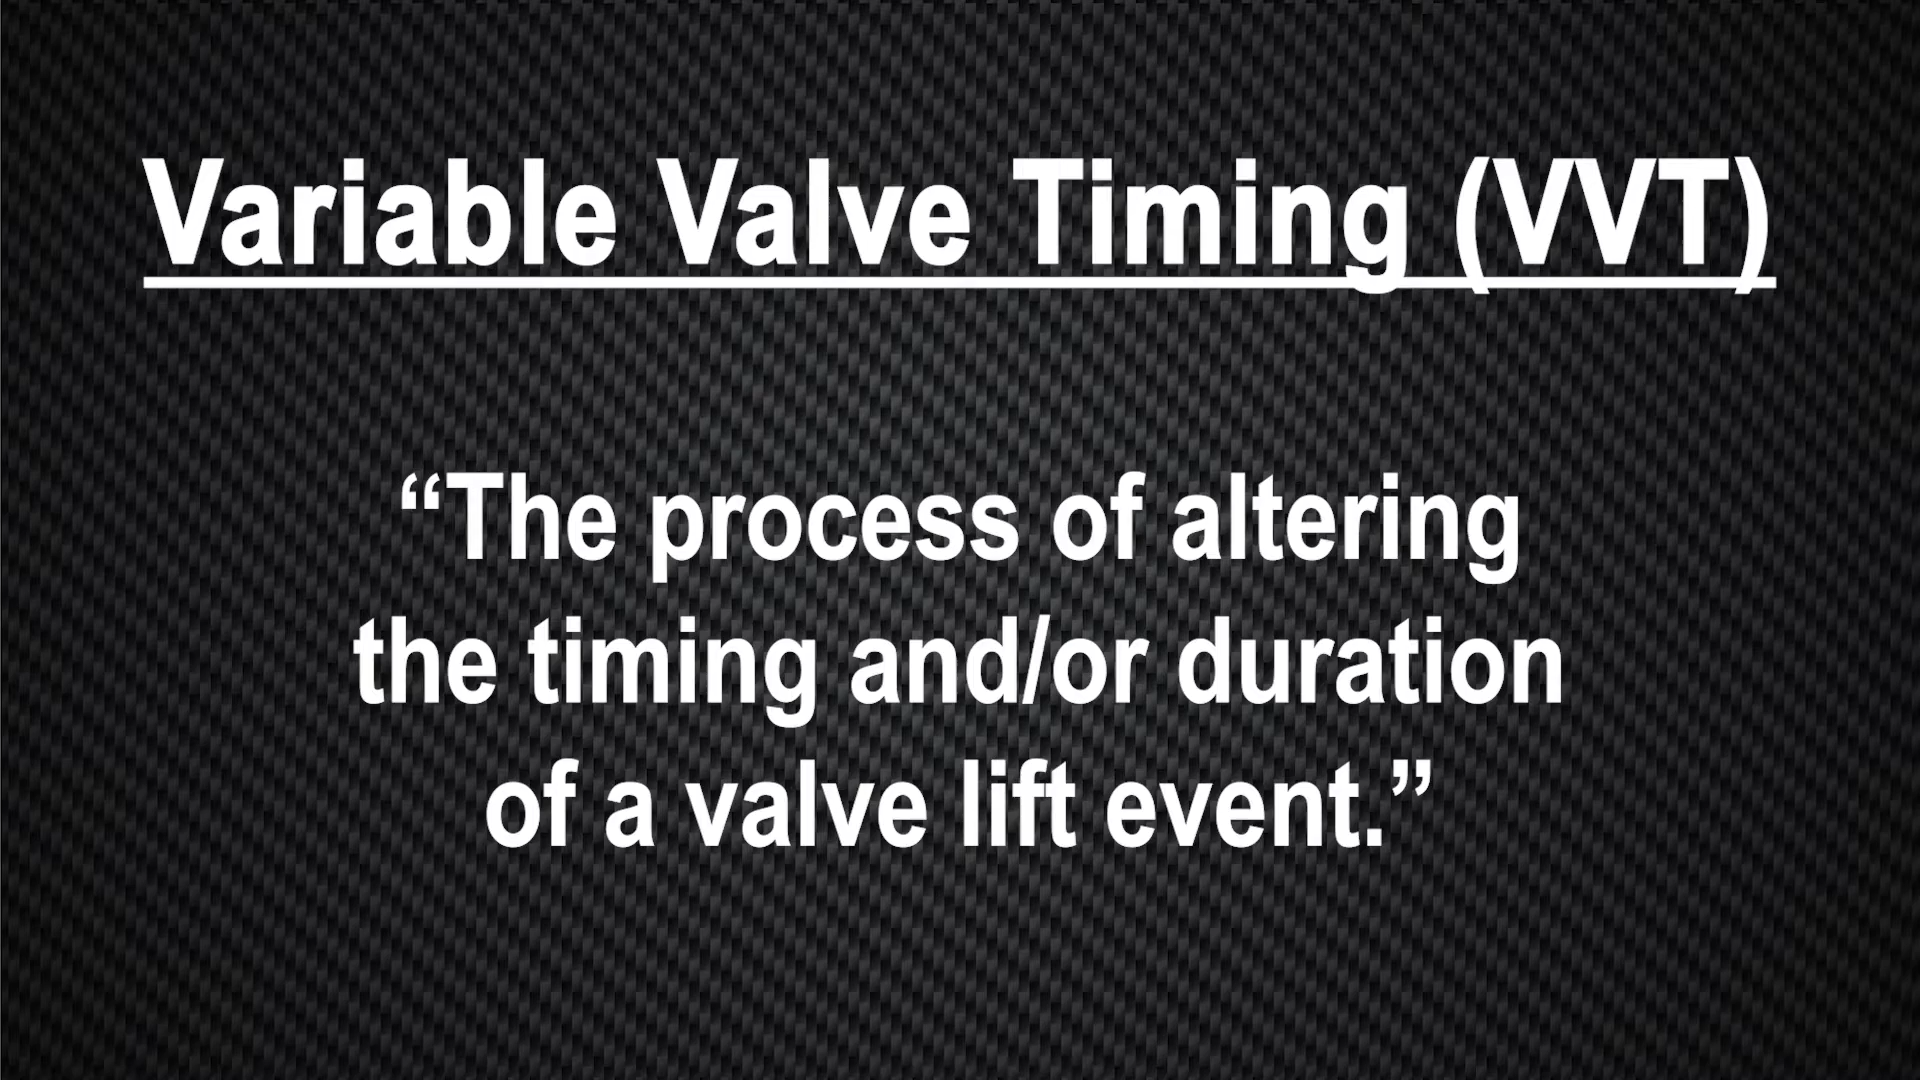 Variable Valve Timing (VVT)
“The process of altering
the timing and/or duration
of a valve lift event.”